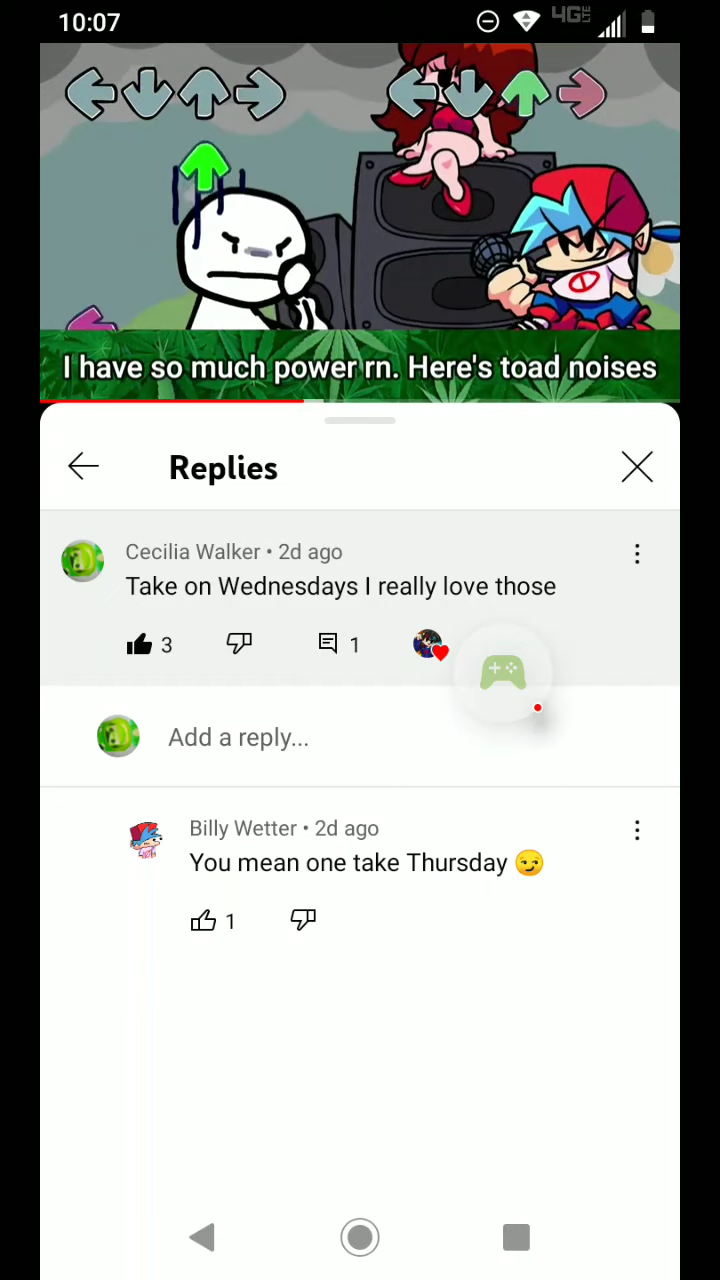 10:07
4G LTE
I have so much power rn. Here's toad noises
Replies
Cecilia Walker • 2d ago
Take on Wednesdays I really love those
3
1
Add a reply...
Billy Wetter • 2d ago
You mean one take Thursday 😏
1